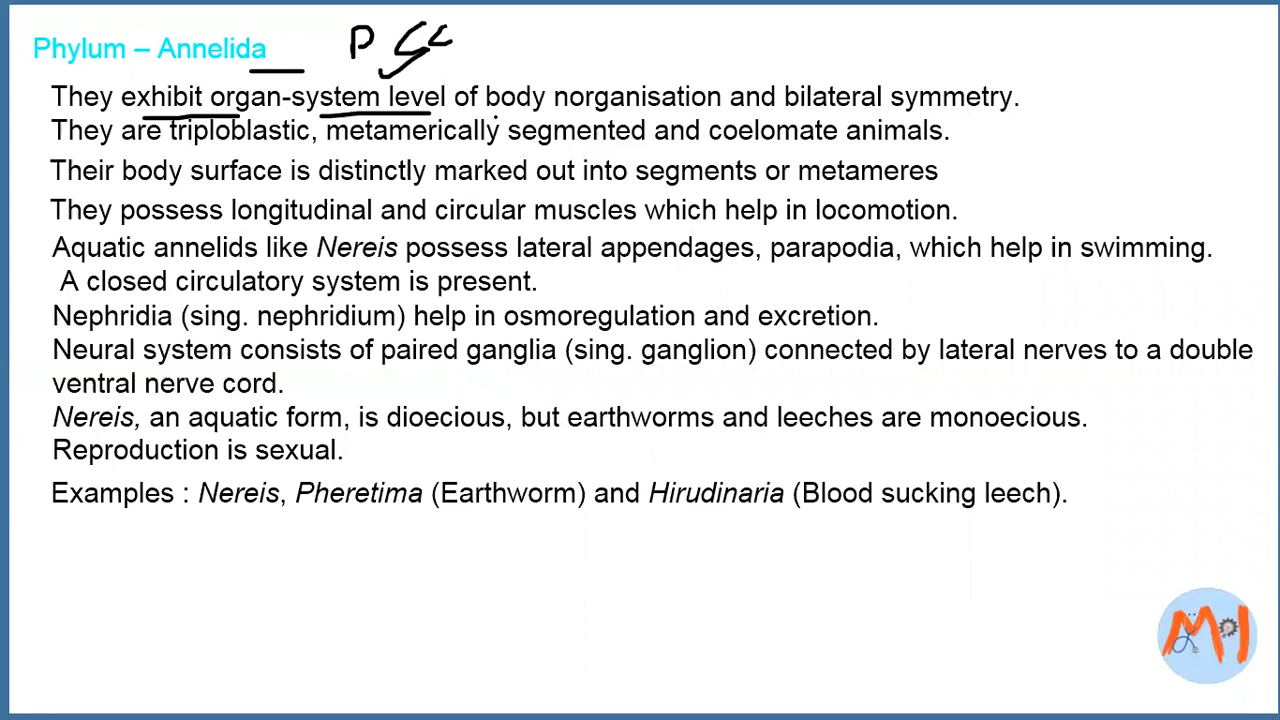 Phylum – Annelida
They exhibit organ-system level of body norganisation and bilateral symmetry.
They are triploblastic, metamerically segmented and coelomate animals.
Their body surface is distinctly marked out into segments or metameres
They possess longitudinal and circular muscles which help in locomotion.
Aquatic annelids like Nereis possess lateral appendages, parapodia, which help in swimming.
A closed circulatory system is present.
Nephridia (sing. nephridium) help in osmoregulation and excretion.
Neural system consists of paired ganglia (sing. ganglion) connected by lateral nerves to a double
ventral nerve cord.
Nereis, an aquatic form, is dioecious, but earthworms and leeches are monoecious.
Reproduction is sexual.
Examples : Nereis, Pheretima (Earthworm) and Hirudinaria (Blood sucking leech).